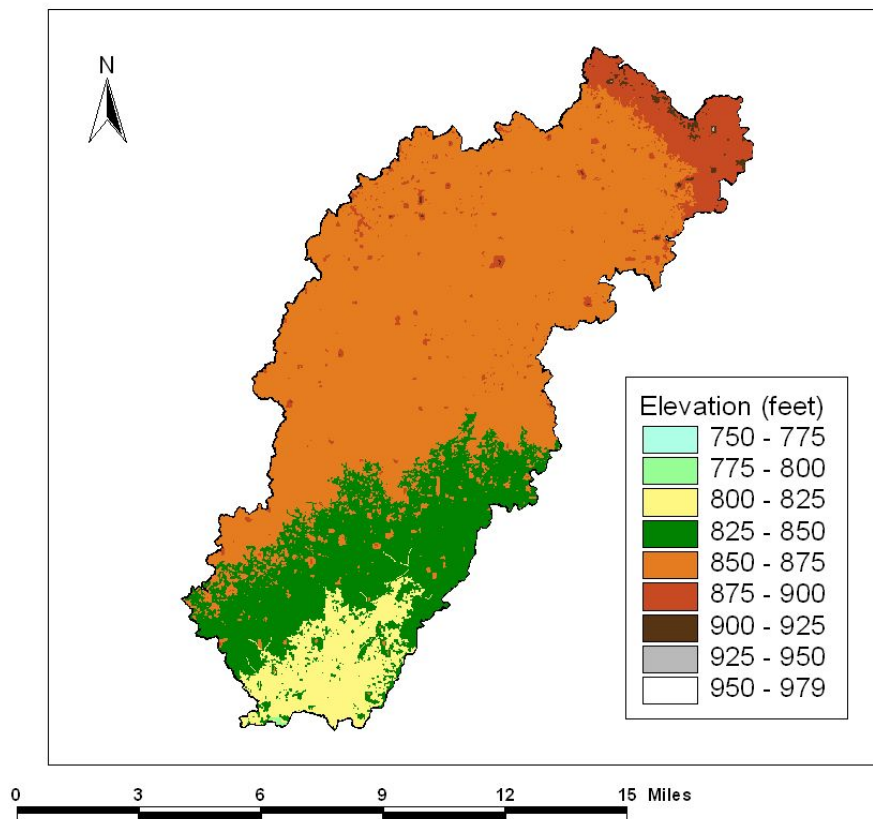 N
Elevation (feet)
750 - 775
775 - 800
800 - 825
825 - 850
850 - 875
875 - 900
900 - 925
925 - 950
950 - 979
0 3 6 9 12 15 Miles